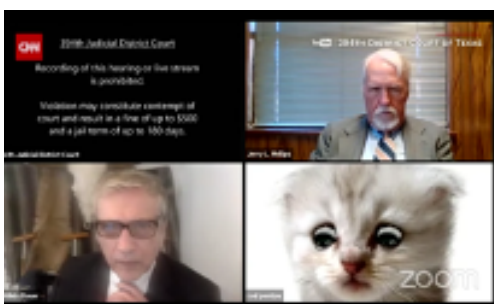 CNN
394th Judicial District Court
Recording of this hearing or live stream
is prohibited.
Violation may constitute contempt of
court and result in a fine of up to $500
and a jail term of up to 180 days.
394TH DISTRICT COURT OF TEXAS
Judicial District Court
Jerry L. Phillips
zoom